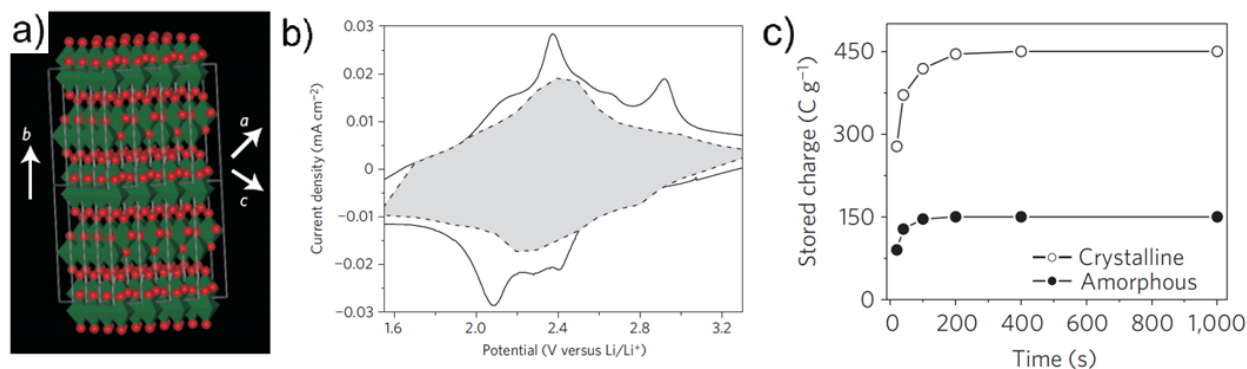 a)
b
a
c
b)
Current density (mA cm⁻²)
0.03
0.02
0.01
0
−0.01
−0.02
−0.03
1.6 2.0 2.4 2.8 3.2
Potential (V versus Li/Li⁺)
c)
Stored charge (C g⁻¹)
450
300
150
0
Crystalline
Amorphous
0 200 400 600 800 1,000
Time (s)